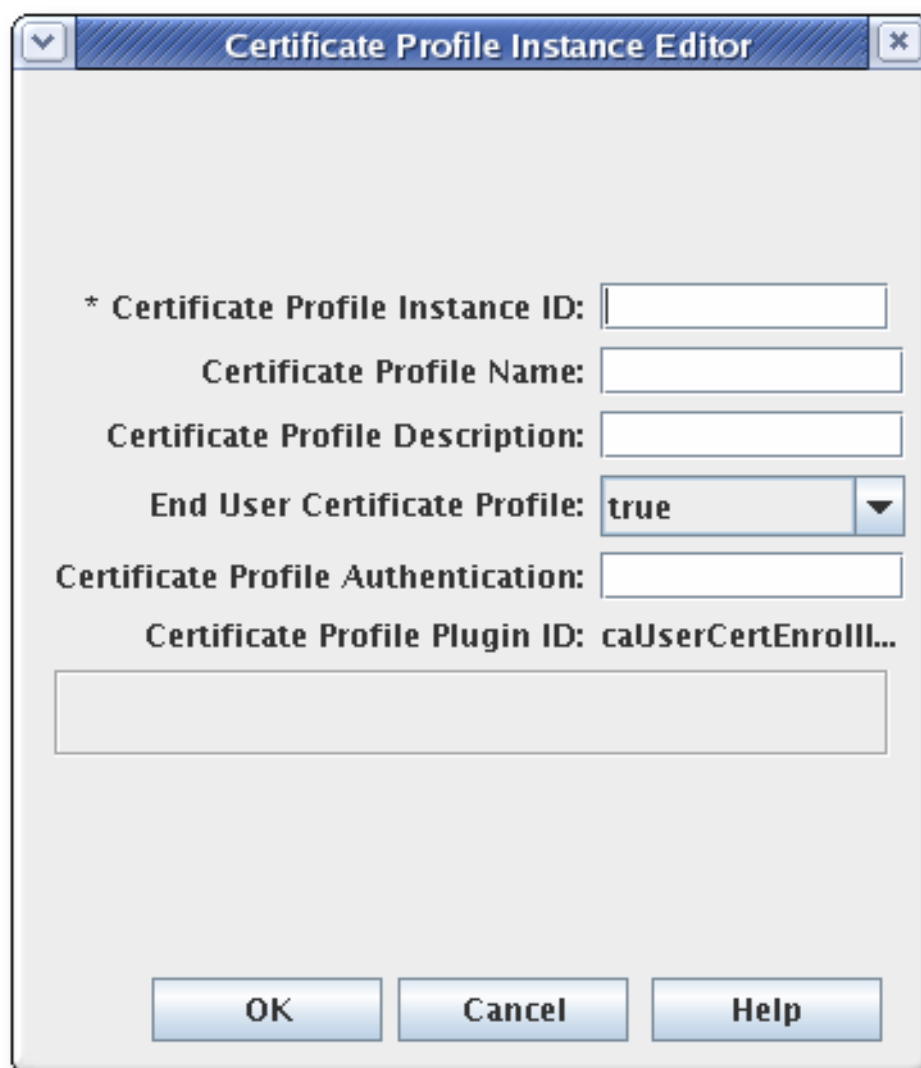 Certificate Profile Instance Editor
* Certificate Profile Instance ID:
Certificate Profile Name:
Certificate Profile Description:
End User Certificate Profile: true
Certificate Profile Authentication:
Certificate Profile Plugin ID: caUserCertEnrollI...
OK Cancel Help